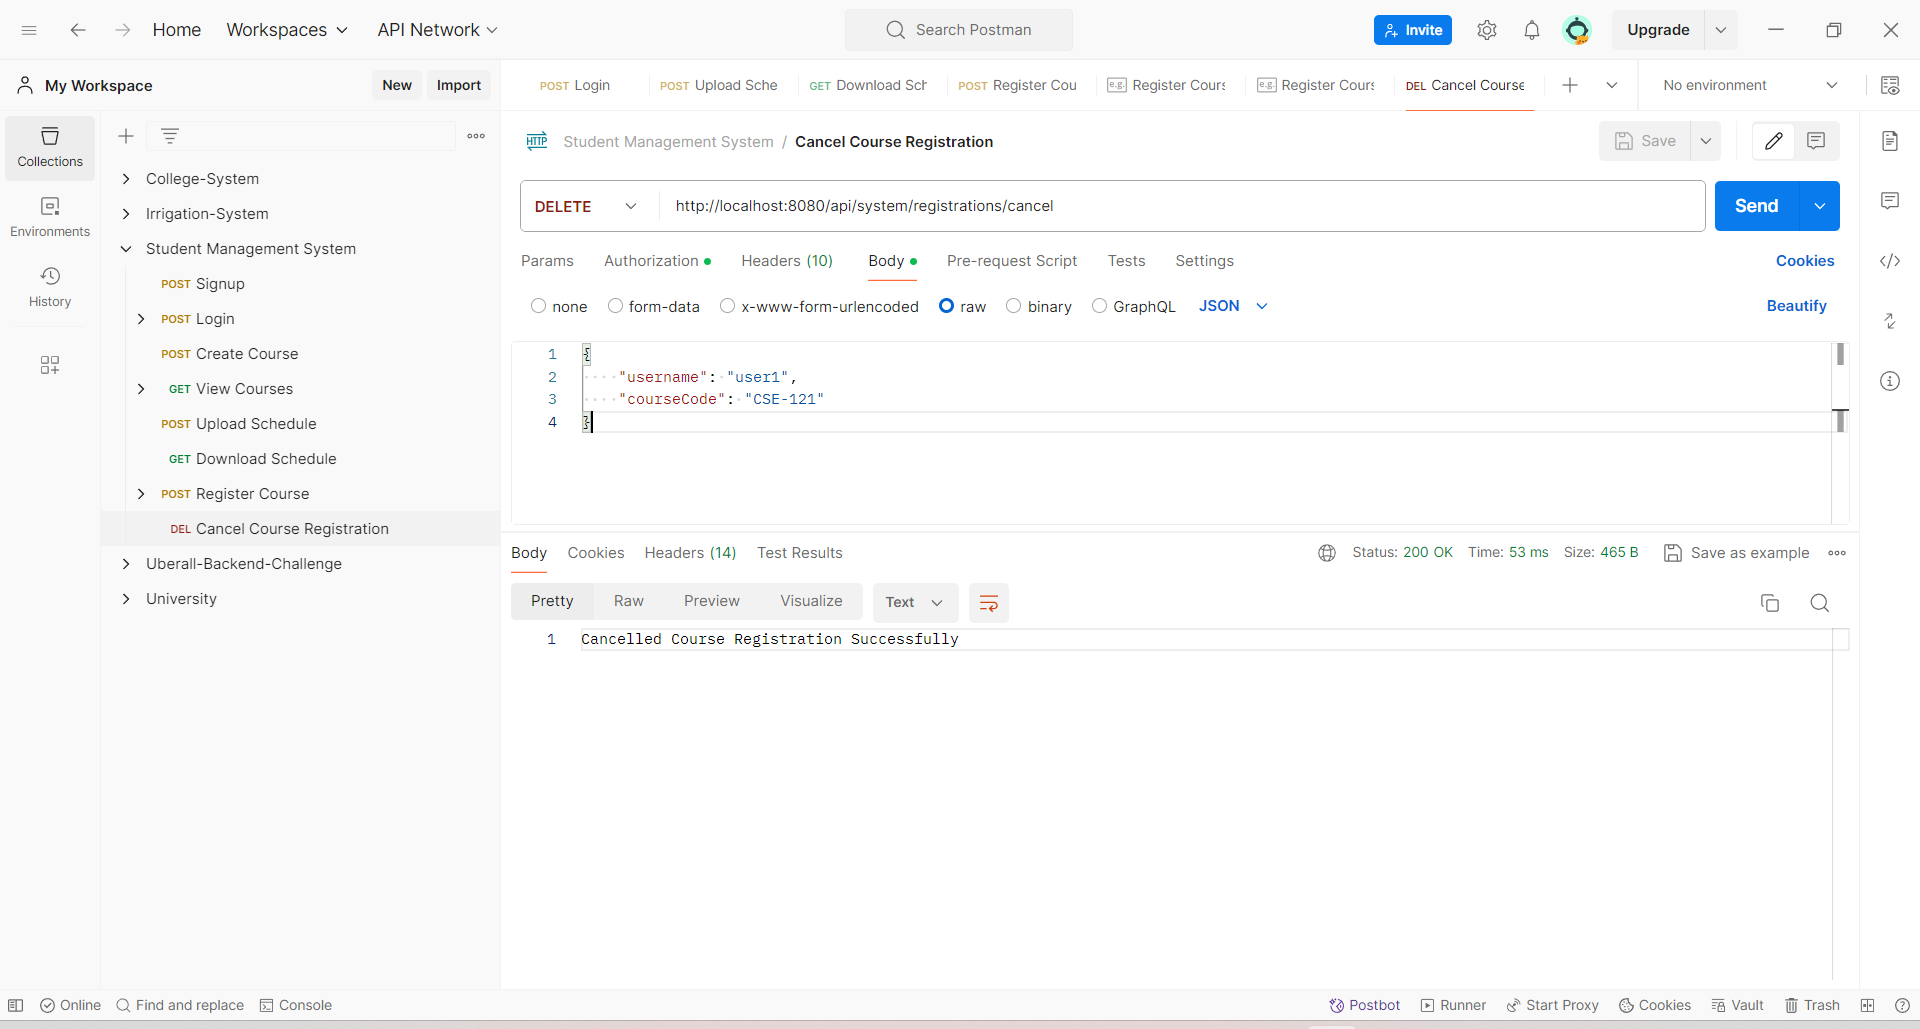 Home Workspaces API Network Search Postman Invite Upgrade
My Workspace New Import
POST Login POST Upload Sche GET Download Sch POST Register Cou e.g. Register Cours e.g. Register Cours DEL Cancel Course No environment
Collections
Environments
History
College-System
Irrigation-System
Student Management System
POST Signup
POST Login
POST Create Course
GET View Courses
POST Upload Schedule
GET Download Schedule
POST Register Course
DEL Cancel Course Registration
Uberall-Backend-Challenge
University
HTTP Student Management System / Cancel Course Registration Save
DELETE http://localhost:8080/api/system/registrations/cancel Send
Params Authorization Headers (10) Body Pre-request Script Tests Settings Cookies
none form-data x-www-form-urlencoded raw binary GraphQL JSON Beautify
1 {
2 "username": "user1",
3 "courseCode": "CSE-121"
4 }
Body Cookies Headers (14) Test Results Status: 200 OK Time: 53 ms Size: 465 B Save as example
Pretty Raw Preview Visualize Text
1 Cancelled Course Registration Successfully
Online Find and replace Console Postbot Runner Start Proxy Cookies Vault Trash